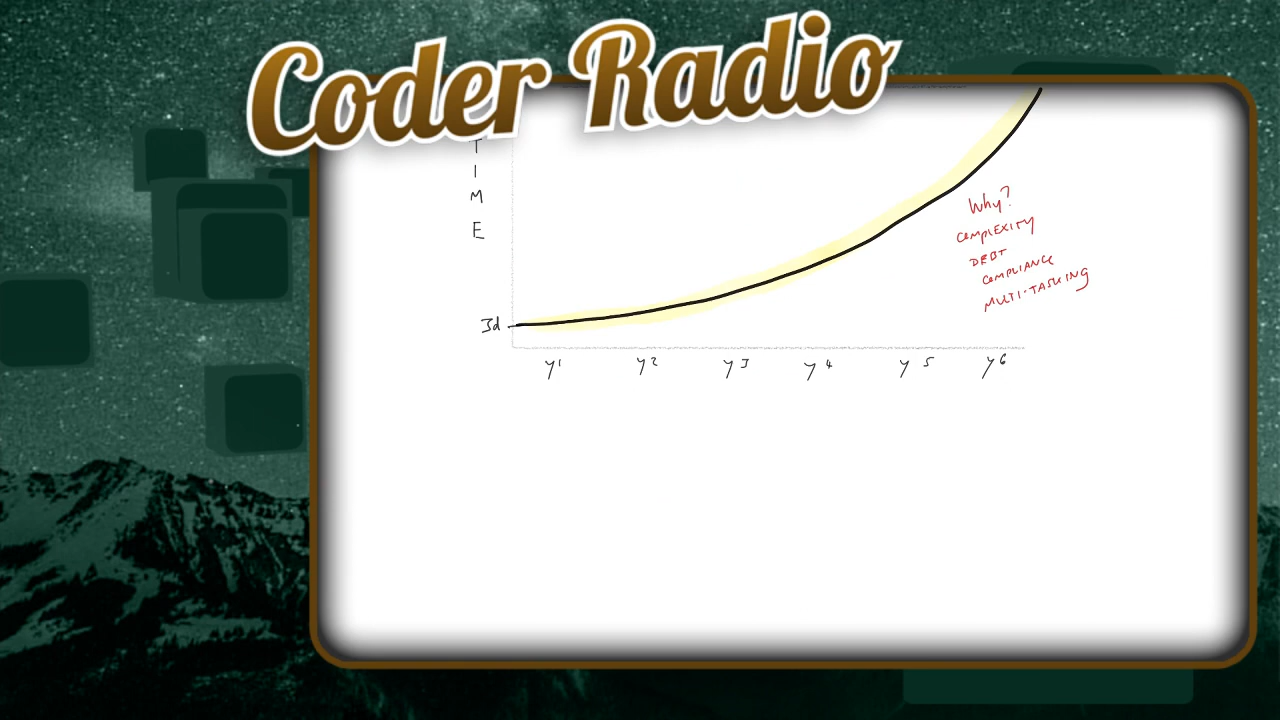 Coder Radio
T
I
M
E
Why?
COMPLEXITY
DEBT
COMPLIANCE
MULTI-TASKING
3d
y1 y2 y3 y4 y5 y6